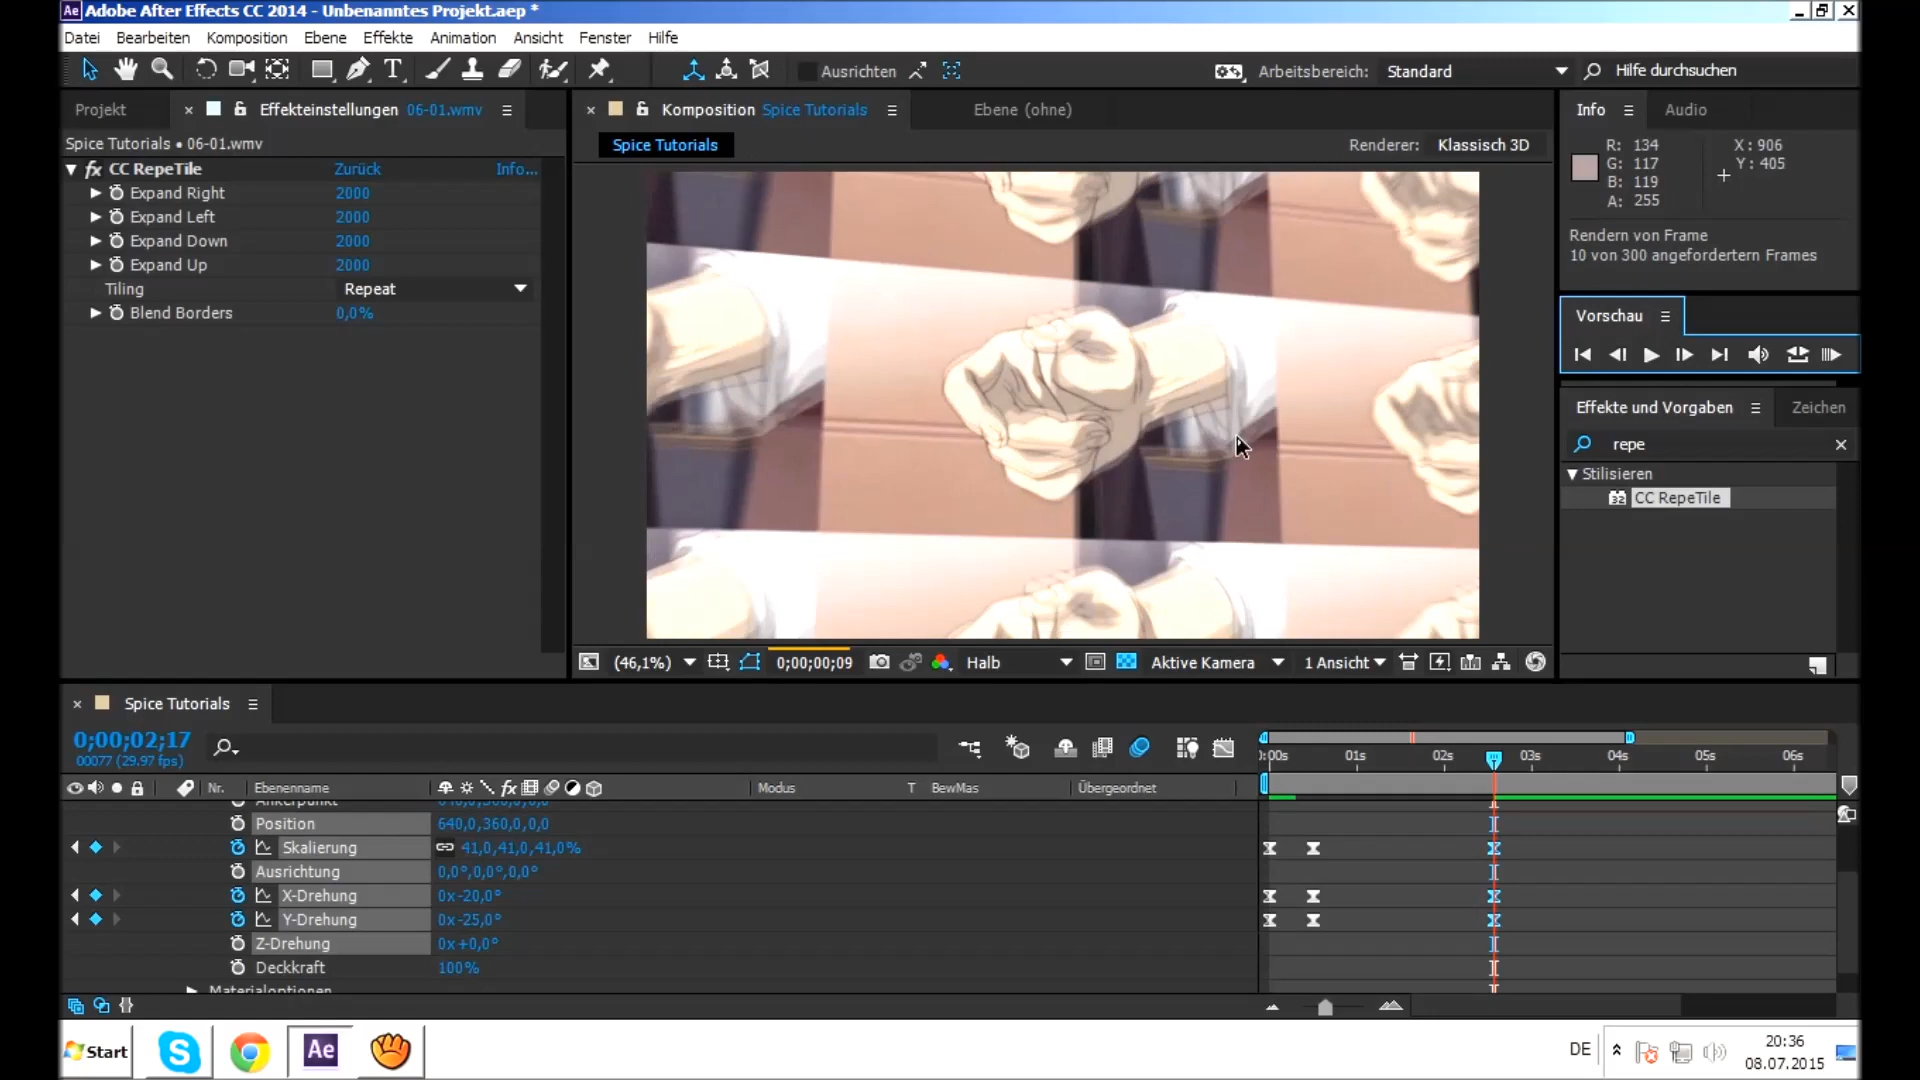 Ae Adobe After Effects CC 2014 - Unbenanntes Projekt.aep *
Datei Bearbeiten Komposition Ebene Effekte Animation Ansicht Fenster Hilfe
T Ausrichten Arbeitsbereich: Standard Hilfe durchsuchen
Projekt × Effekteinstellungen 06-01.wmv
× Komposition Spice Tutorials Ebene (ohne)
Info Audio
Spice Tutorials • 06-01.wmv
Spice Tutorials Renderer: Klassisch 3D
R: 134 X: 906
G: 117 Y: 405
B: 119
A: 255
fx CC RepeTile Zurück Info...
Expand Right 2000
Expand Left 2000
Expand Down 2000
Expand Up 2000
Tiling Repeat
Blend Borders 0,0%
Rendern von Frame
10 von 300 angeforderten Frames
Vorschau
Effekte und Vorgaben Zeichen
repe ×
Stilisieren
32 CC RepeTile
(46,1%) 0;00;00;09 Halb Aktive Kamera 1 Ansicht
× Spice Tutorials
0;00;02;17
00077 (29.97 fps)
):00s 01s 02s 03s 04s 05s 06s
Nr. Ebenenname fx Modus T BewMas Übergeordnet
Ankerpunkt
Position 640,0,360,0,0,0
Skalierung 41,0,41,0,41,0%
Ausrichtung 0,0°,0,0°,0,0°
X-Drehung 0x-20,0°
Y-Drehung 0x-25,0°
Z-Drehung 0x+0,0°
Deckkraft 100%
Materialoptionen
Start S Ae DE 20:36
08.07.2015